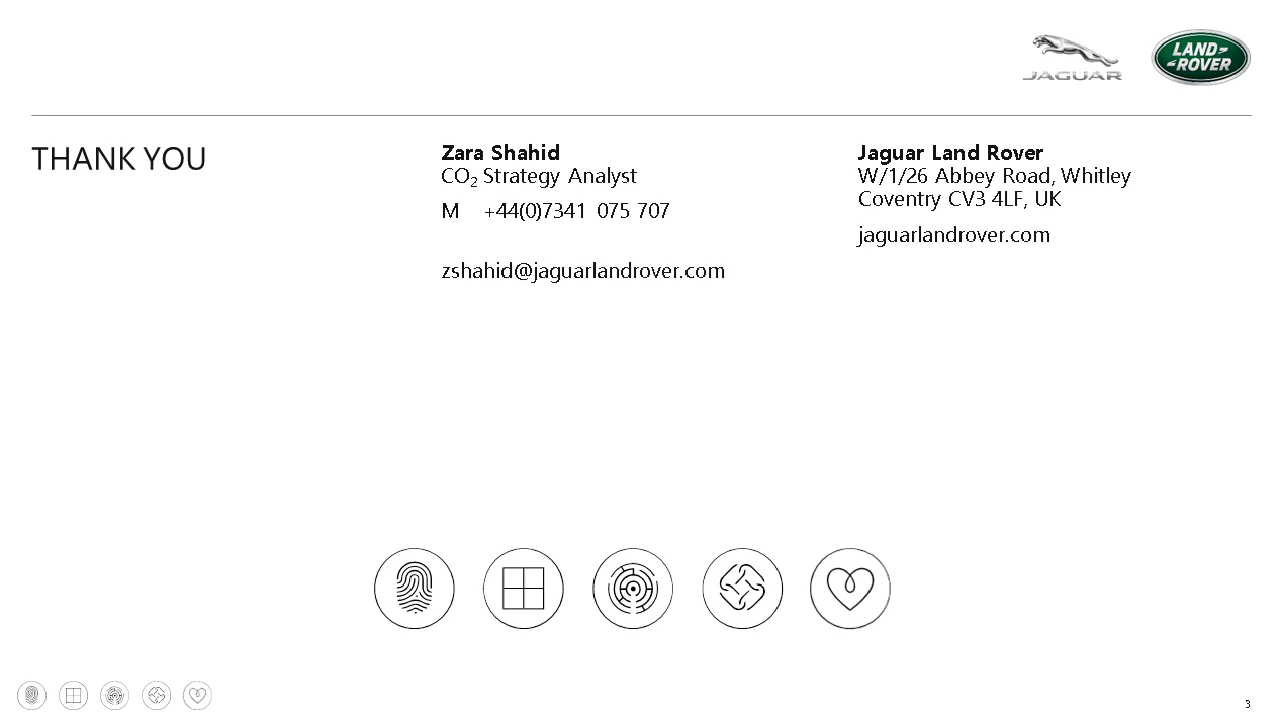 JAGUAR
LAND-
-ROVER
THANK YOU
Zara Shahid
CO₂ Strategy Analyst
M +44(0)7341 075 707
zshahid@jaguarlandrover.com
Jaguar Land Rover
W/1/26 Abbey Road, Whitley
Coventry CV3 4LF, UK
jaguarlandrover.com
3